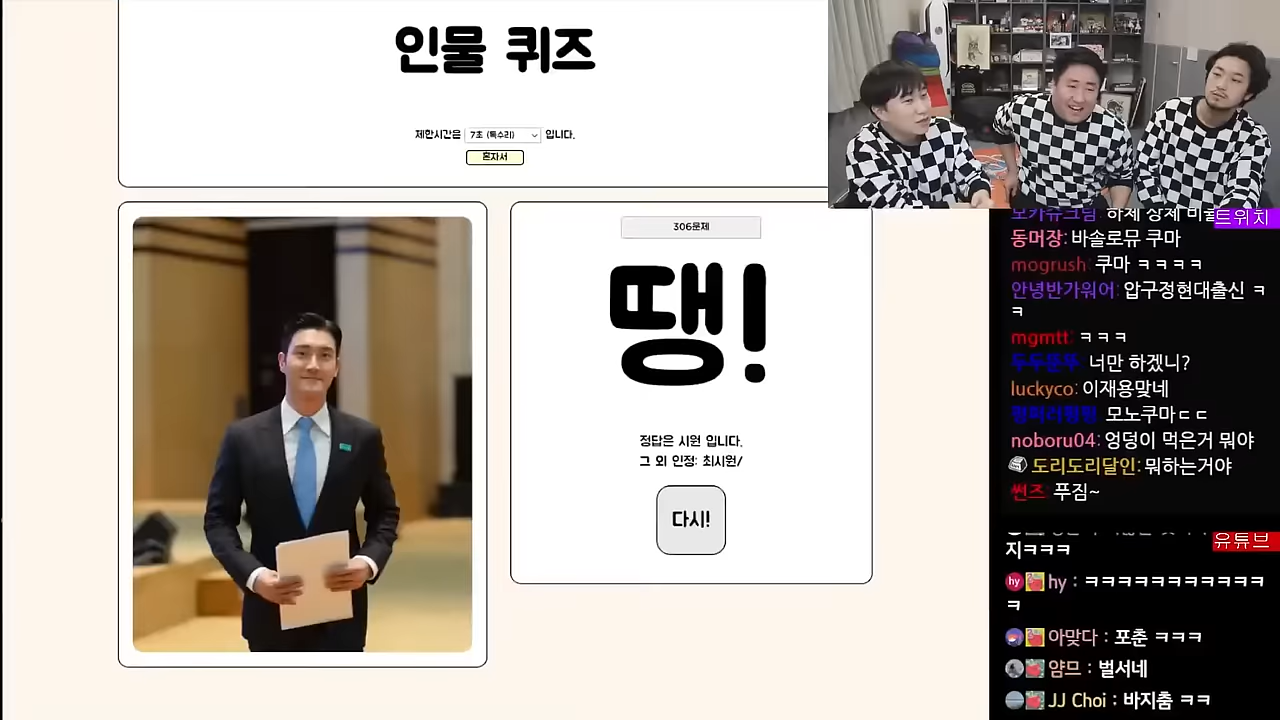 인물 퀴즈
제한시간은 7초 (독수리) 입니다.
혼자서
306문제
땡!
정답은 시원 입니다.
그 외 인정: 최시원/
다시!
트위치
동머장: 바솔로뮤 쿠마
mogrush: 쿠마 ㅋㅋㅋㅋ
안녕반가워어: 압구정현대출신 ㅋ
ㅋ
mgmtt: ㅋㅋㅋ
너만 하겠니?
luckyco: 이재용맞네
모노쿠마ㄷㄷ
noboru04: 엉덩이 먹은거 뭐야
도리도리달인: 뭐하는거야
썬즈: 푸짐~
유튜브
지ㅋㅋㅋ
hy hy : ㅋㅋㅋㅋㅋㅋㅋㅋㅋㅋㅋ
ㅋ
아맞다 : 포춘 ㅋㅋㅋ
얌므 : 벌서네
JJ Choi : 바지춤 ㅋㅋ